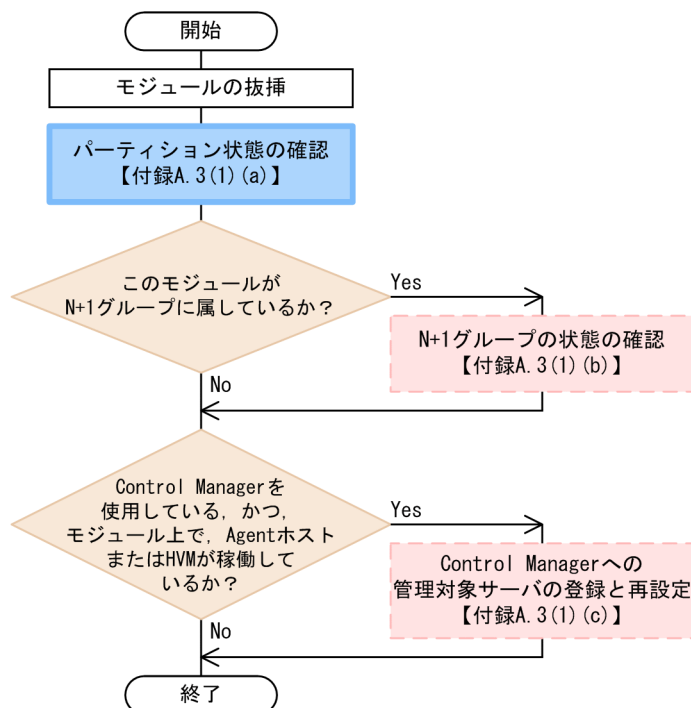 開始
モジュールの抜挿
パーティション状態の確認
【付録A.3(1)(a)】
このモジュールが
N+1グループに属しているか？
Yes
N+1グループの状態の確認
【付録A.3(1)(b)】
No
Control Managerを
使用している, かつ,
モジュール上で, Agentホスト
またはHVMが稼働して
いるか？
Yes
Control Managerへの
管理対象サーバの登録と再設定
【付録A.3(1)(c)】
No
終了